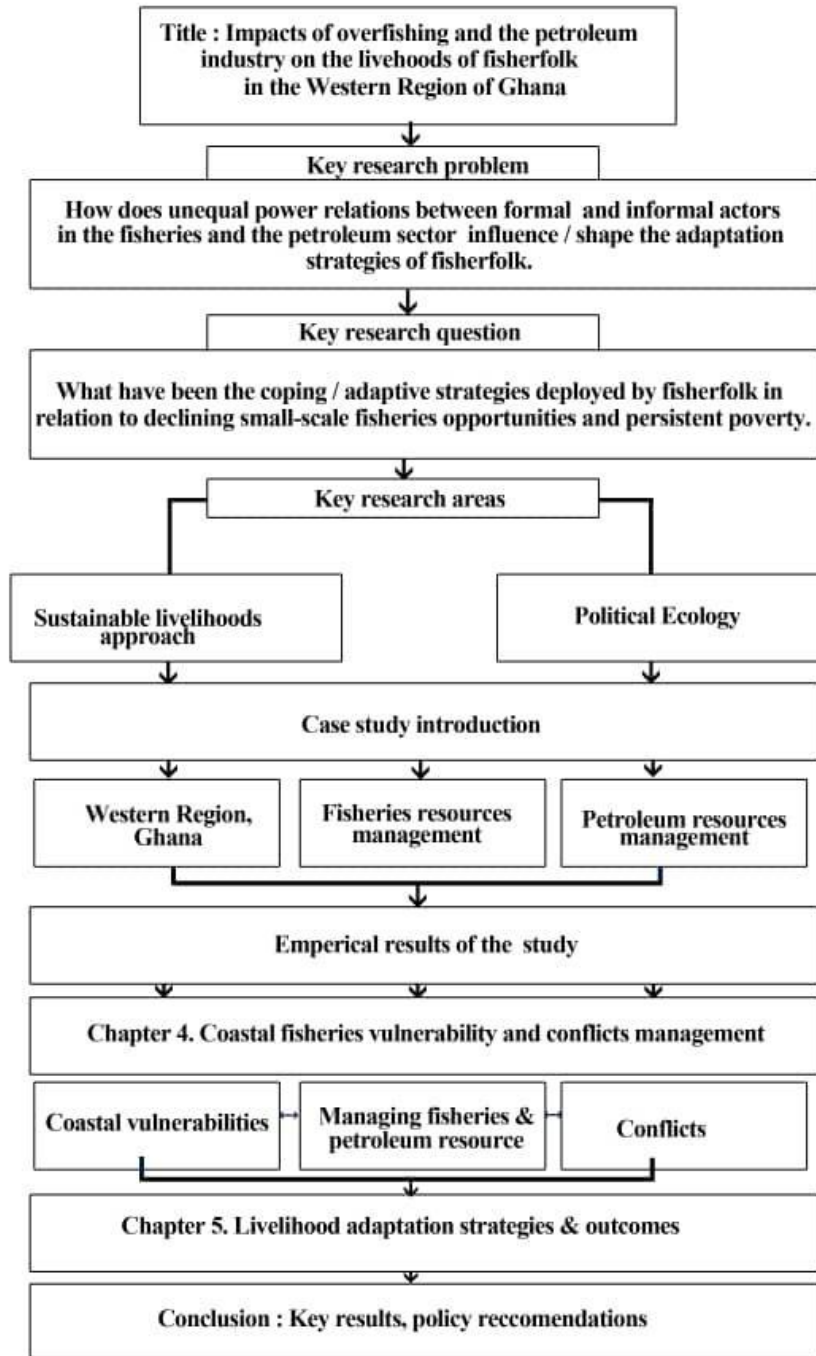 Title : Impacts of overfishing and the petroleum
industry on the livehoods of fisherfolk
in the Western Region of Ghana
Key research problem
How does unequal power relations between formal and informal actors
in the fisheries and the petroleum sector influence / shape the adaptation
strategies of fisherfolk.
Key research question
What have been the coping / adaptive strategies deployed by fisherfolk in
relation to declining small-scale fisheries opportunities and persistent poverty.
Key research areas
Sustainable livelihoods
approach
Political Ecology
Case study introduction
Western Region,
Ghana
Fisheries resources
management
Petroleum resources
management
Emperical results of the study
Chapter 4. Coastal fisheries vulnerability and conflicts management
Coastal vulnerabilities
Managing fisheries &
petroleum resource
Conflicts
Chapter 5. Livelihood adaptation strategies & outcomes
Conclusion : Key results, policy reccomendations